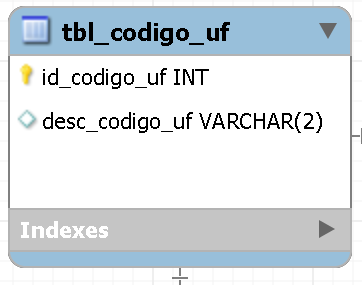 tbl_codigo_uf
id_codigo_uf INT
desc_codigo_uf VARCHAR(2)
Indexes